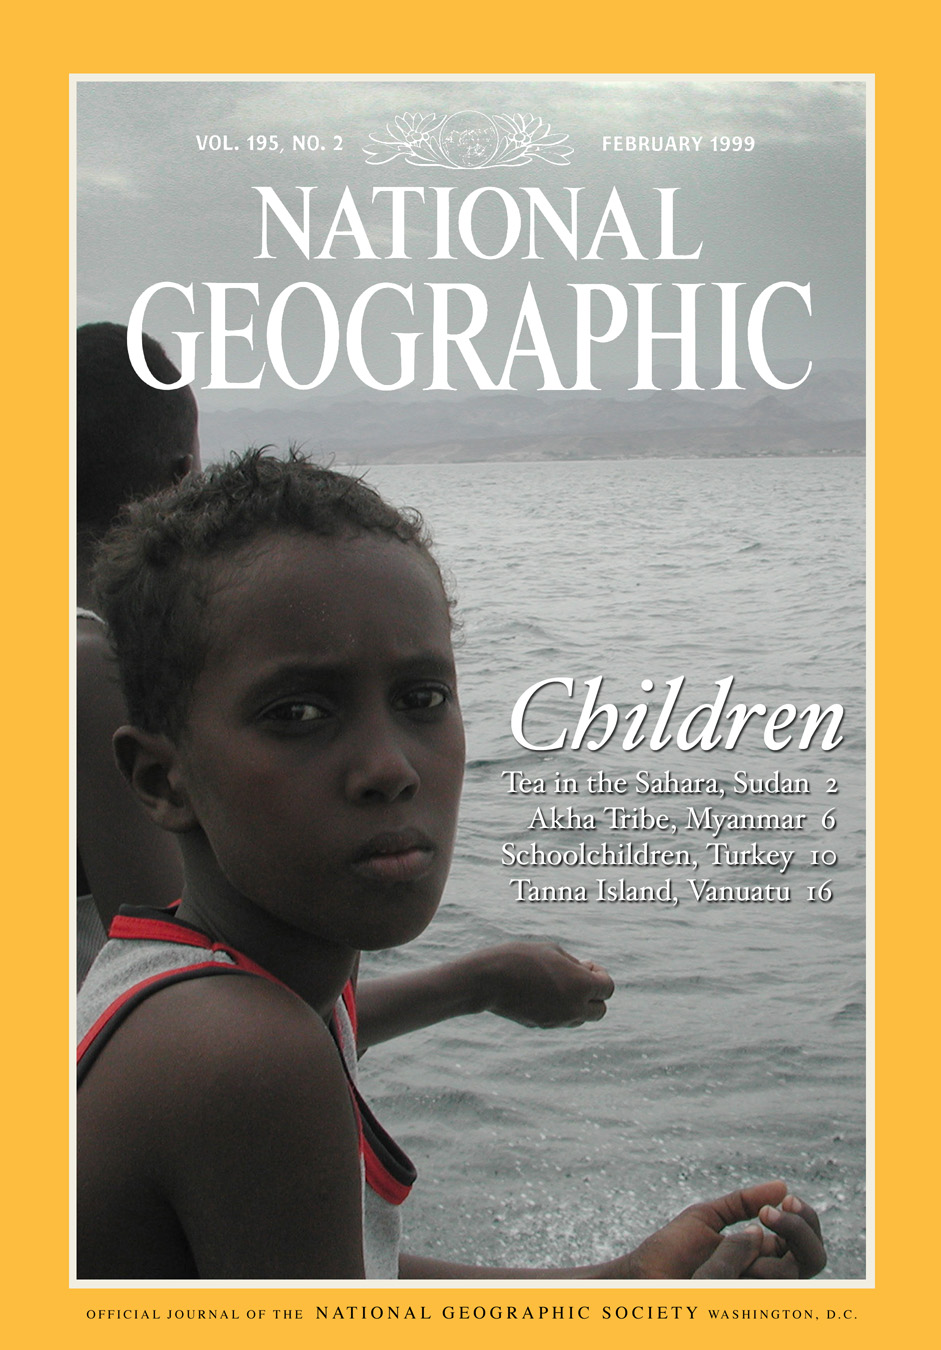 VOL. 195, NO. 2
FEBRUARY 1999
NATIONAL
GEOGRAPHIC
Children
Tea in the Sahara, Sudan 2
Akha Tribe, Myanmar 6
Schoolchildren, Turkey 10
Tanna Island, Vanuatu 16
OFFICIAL JOURNAL OF THE NATIONAL GEOGRAPHIC SOCIETY WASHINGTON, D.C.